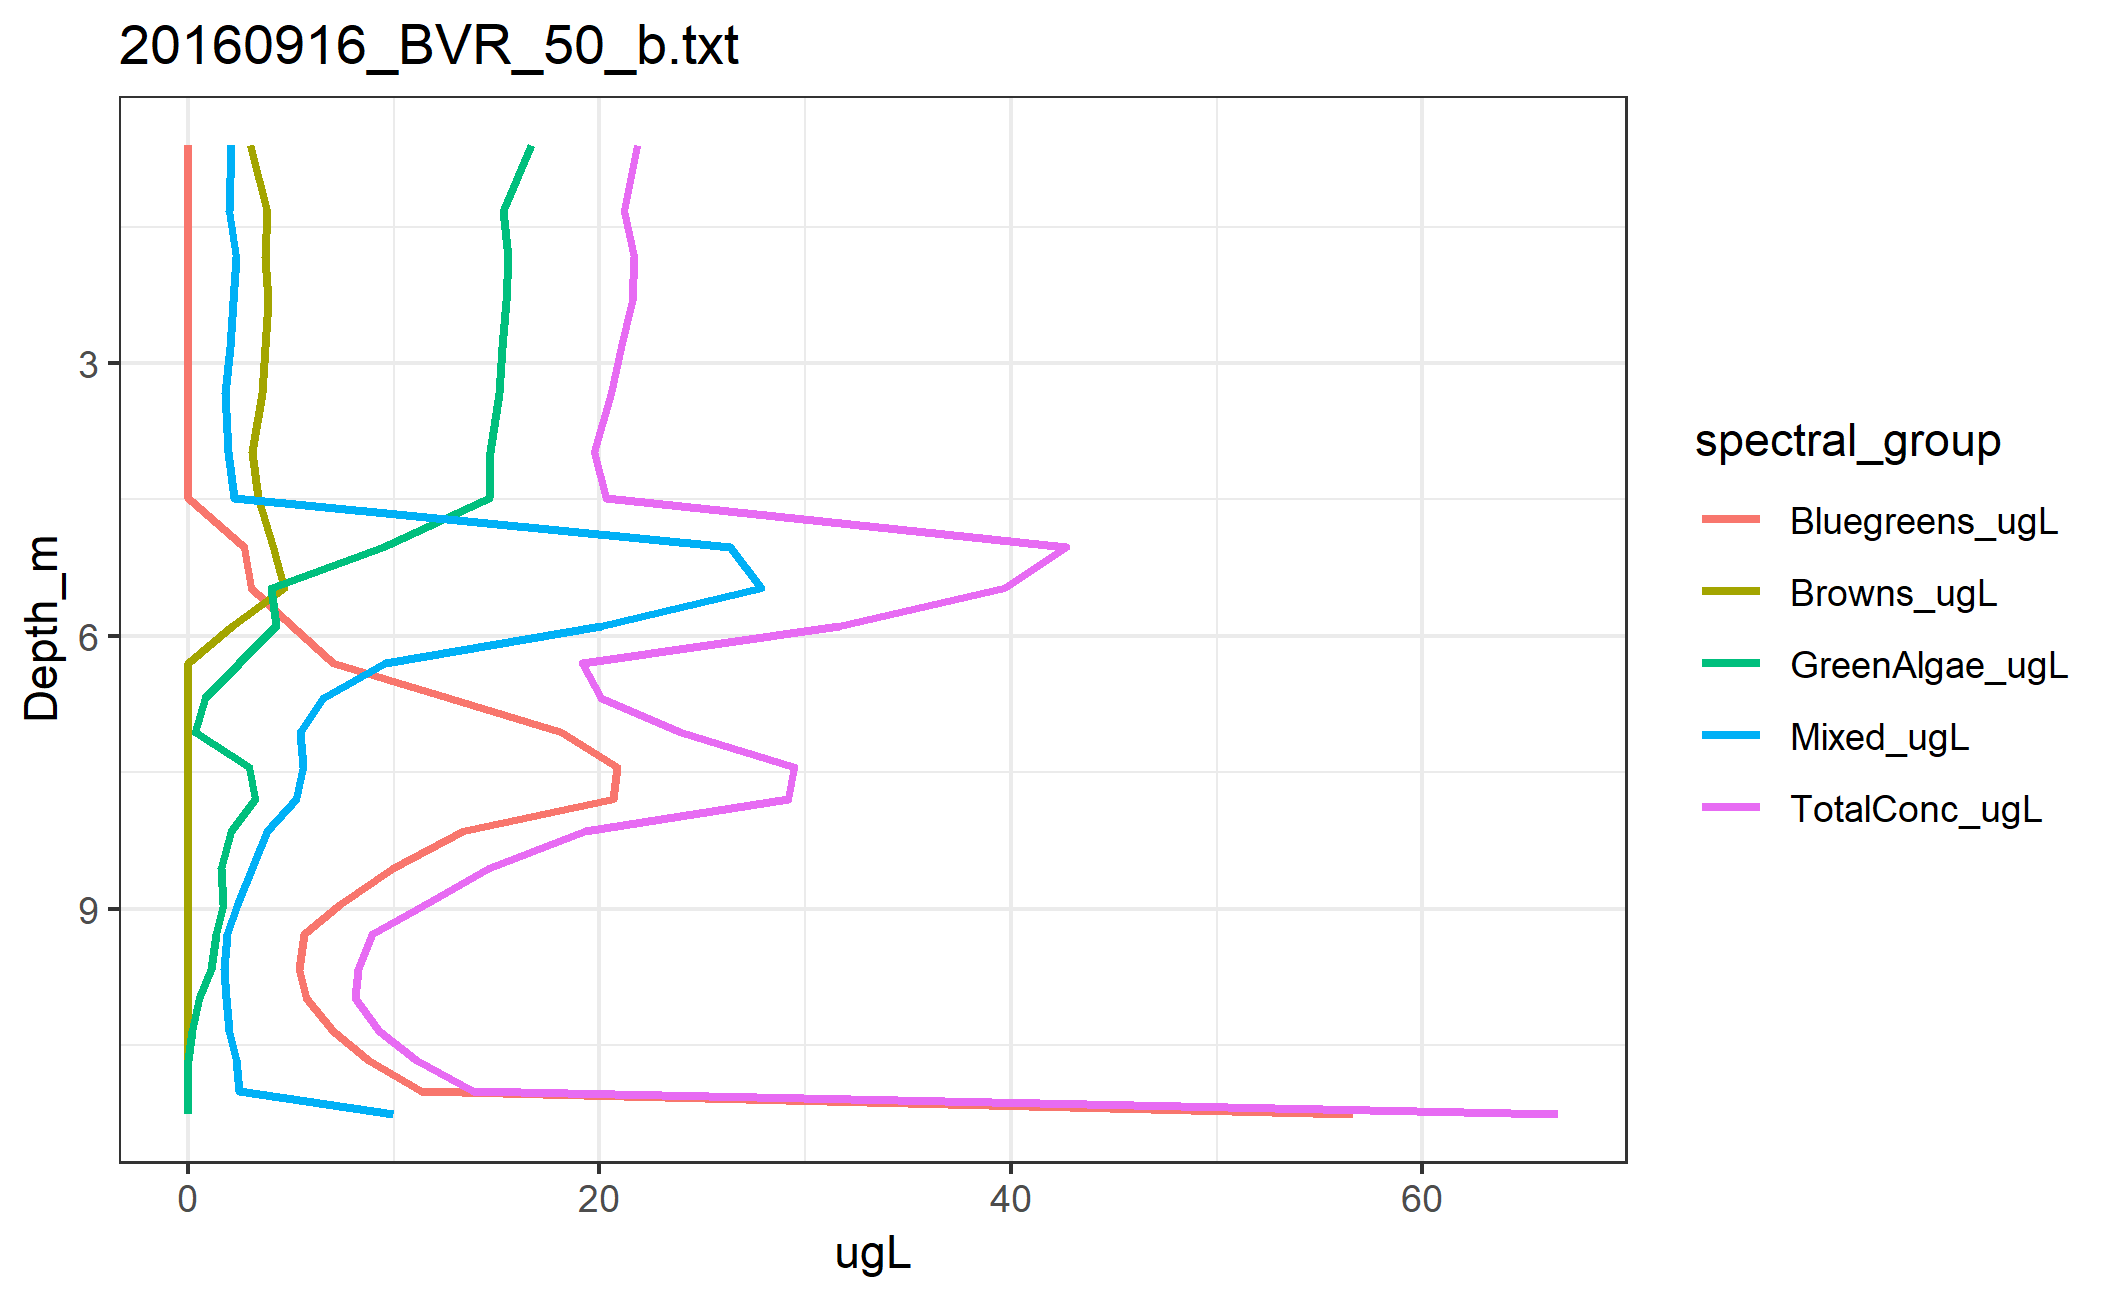 20160916_BVR_50_b.txt
Depth_m
3
6
9
0
20
40
60
ugL
spectral_group
Bluegreens_ugL
Browns_ugL
GreenAlgae_ugL
Mixed_ugL
TotalConc_ugL